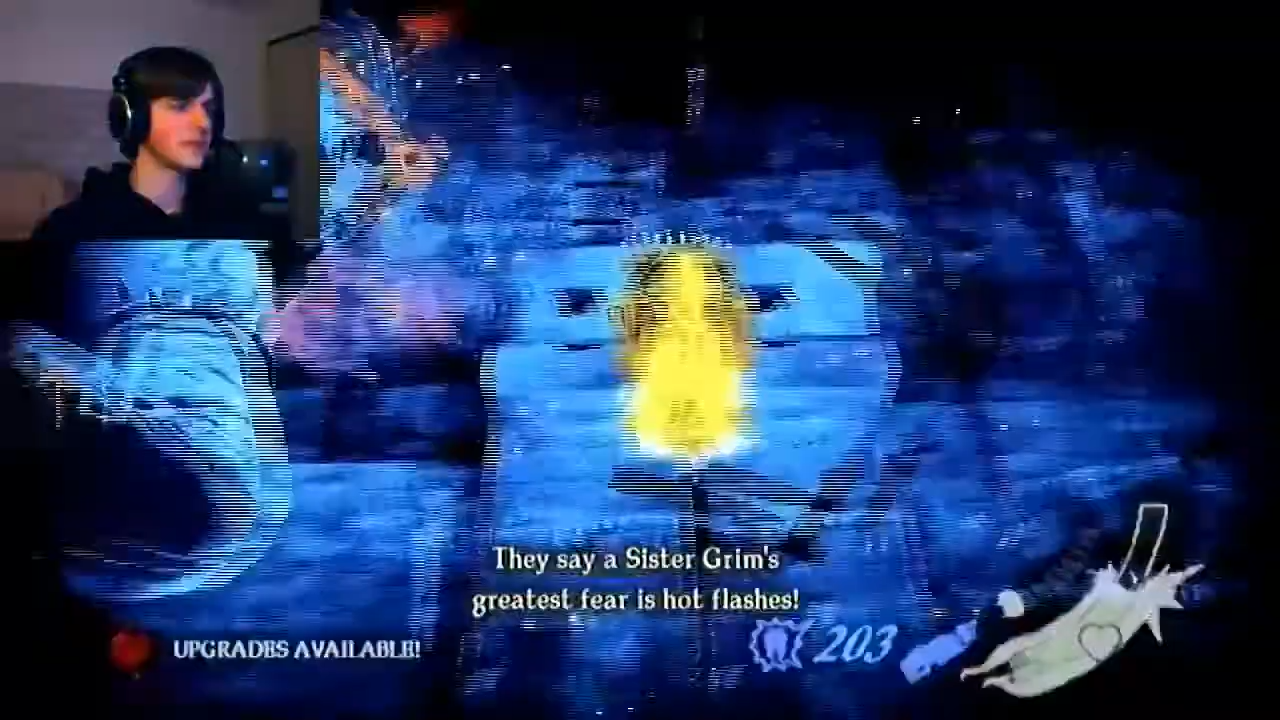 They say a Sister Grim's
greatest fear is hot flashes!
UPGRADES AVAILABLE!
203